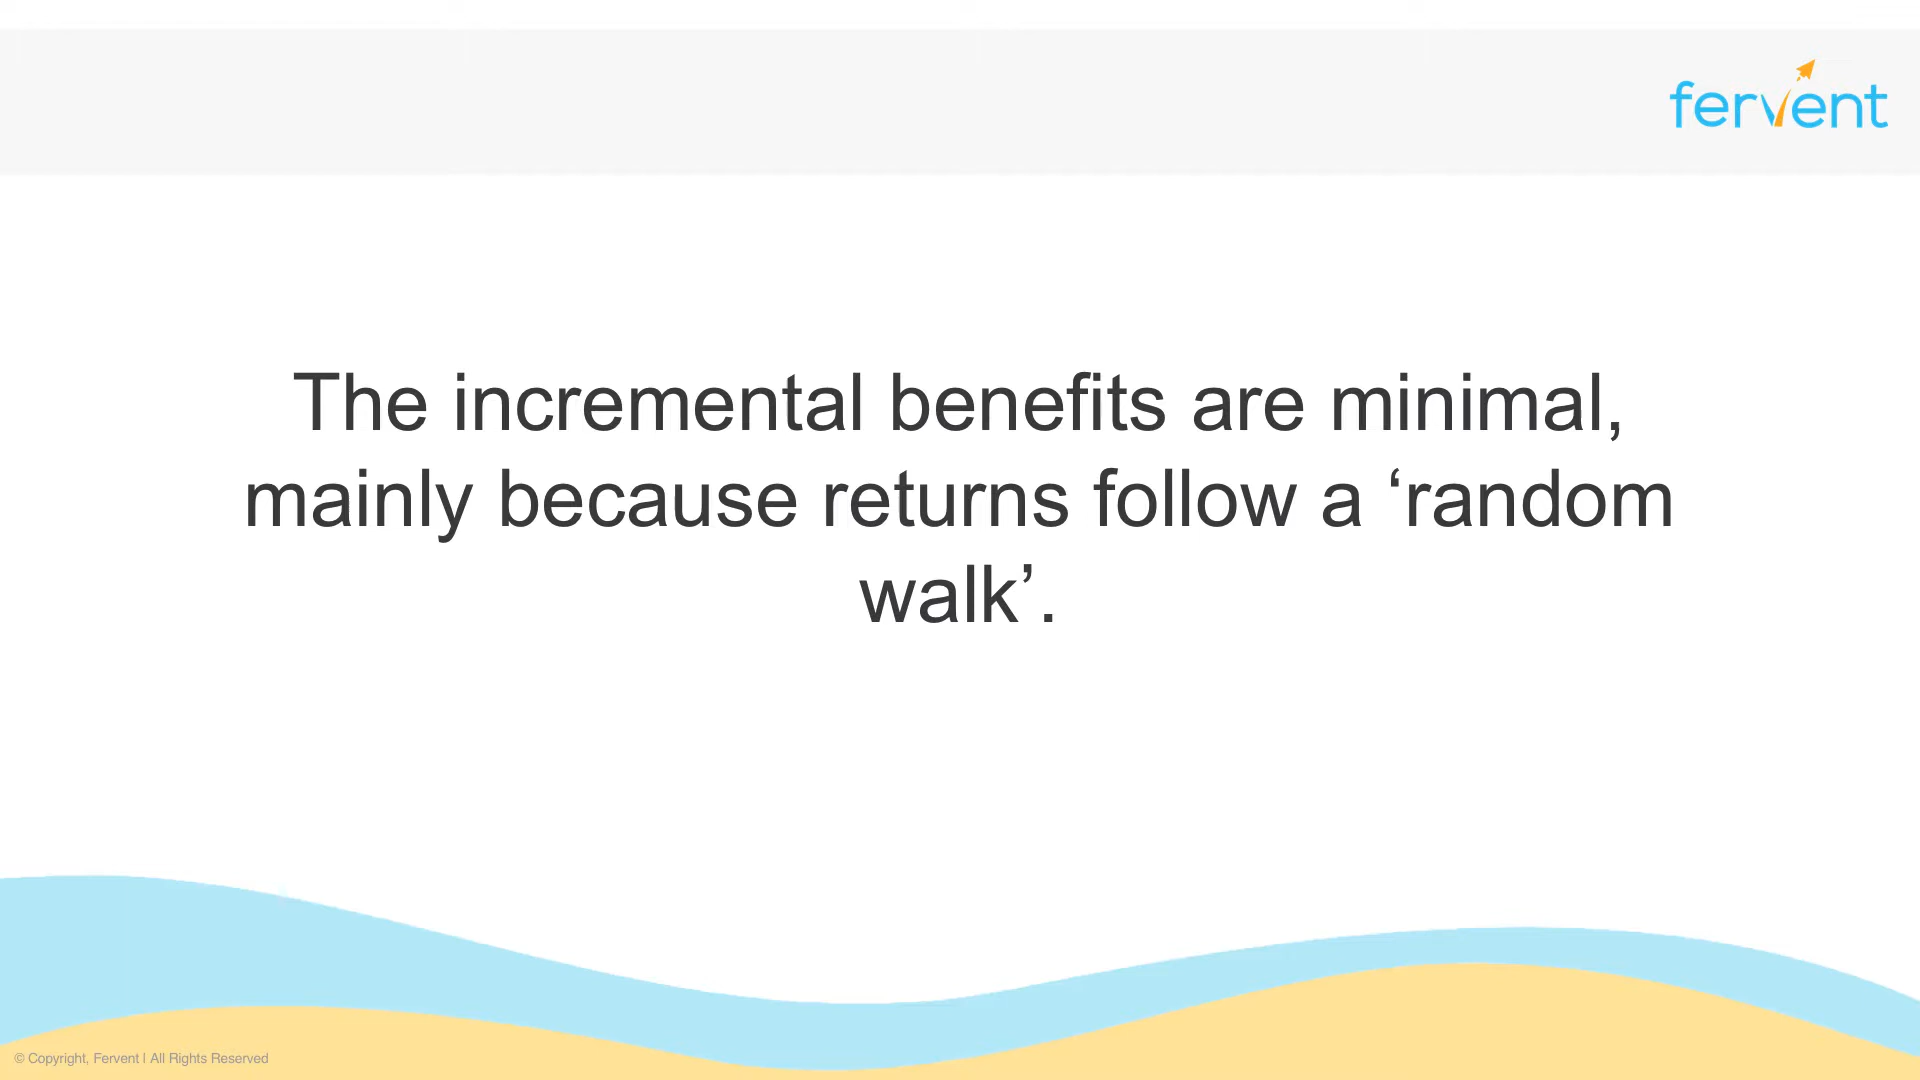 fervent
The incremental benefits are minimal,
mainly because returns follow a ‘random
walk’.
© Copyright, Fervent | All Rights Reserved